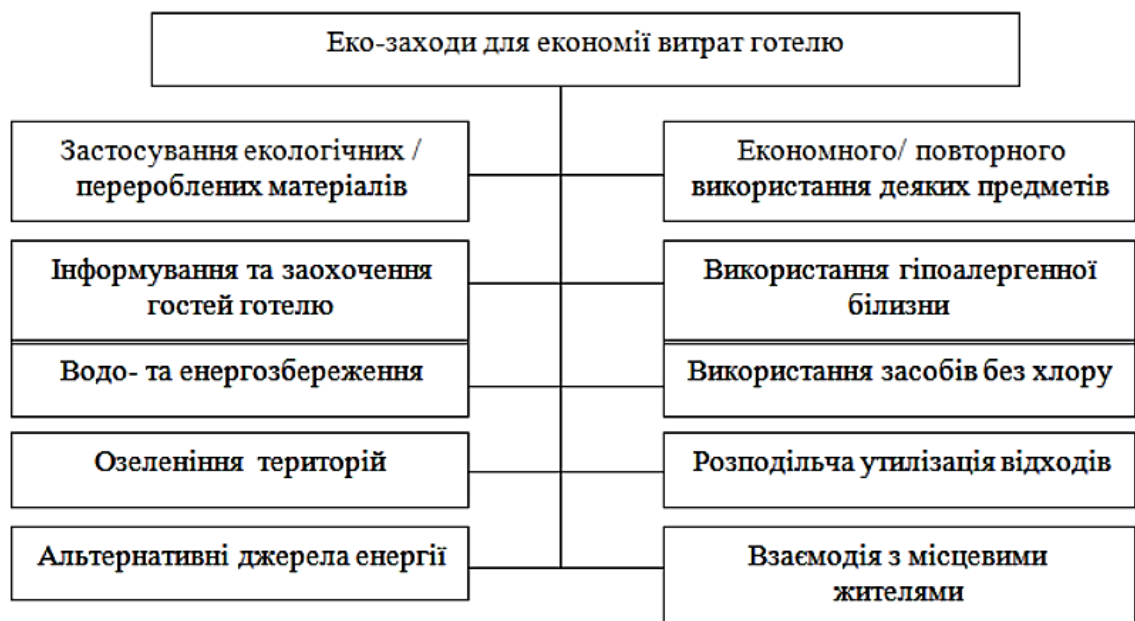 Еко-заходи для економії витрат готелю
Застосування екологічних /
перероблених матеріалів
Економного/ повторного
використання деяких предметів
Інформування та заохочення
гостей готелю
Використання гіпоалергенної
білизни
Водо- та енергозбереження
Використання засобів без хлору
Озеленіння територій
Розподільча утилізація відходів
Альтернативні джерела енергії
Взаємодія з місцевими
жителями